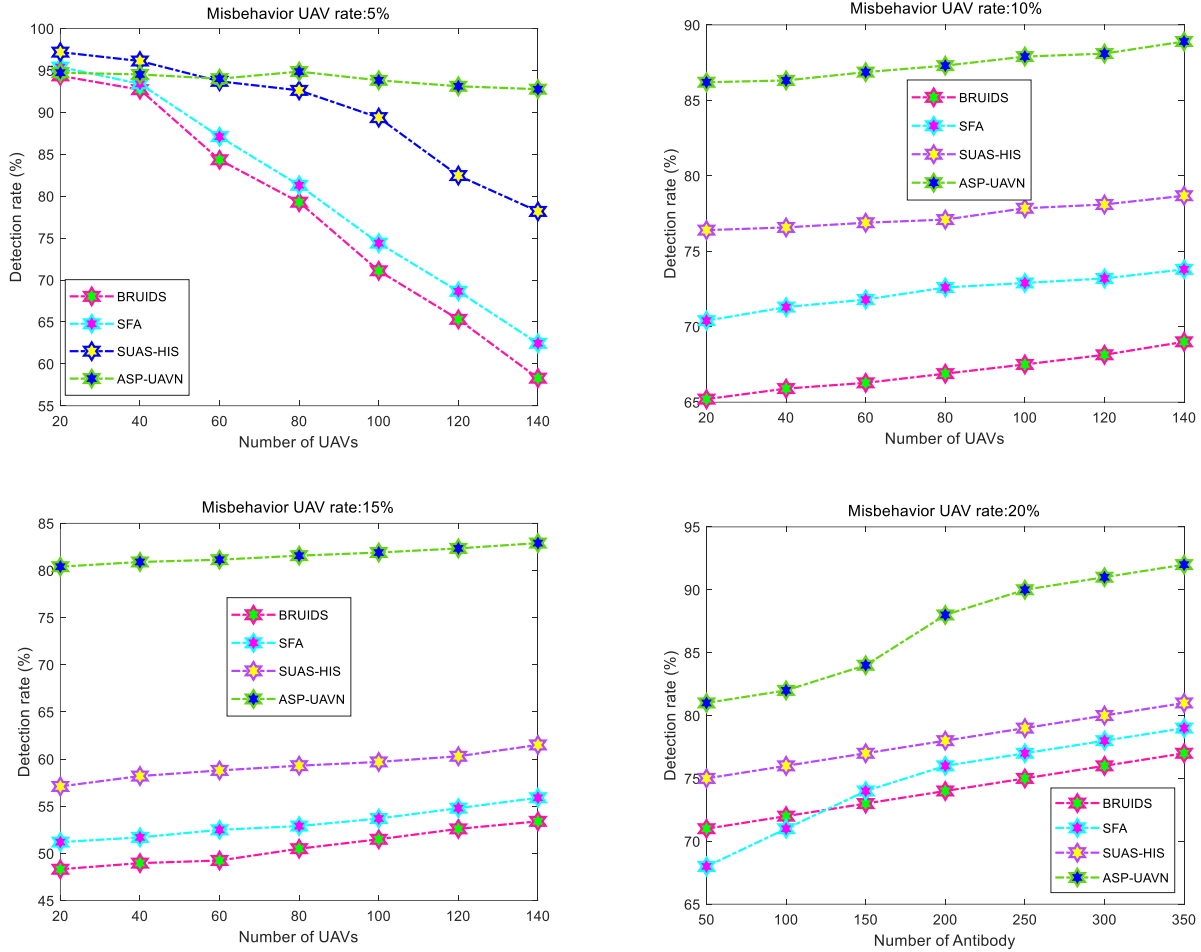 Misbehavior UAV rate:5%
100
95
90
85
80
75
70
65
60
55
Detection rate (%)
BRUIDS
SFA
SUAS-HIS
ASP-UAVN
20 40 60 80 100 120 140
Number of UAVs
Misbehavior UAV rate:10%
90
85
80
75
70
65
Detection rate (%)
BRUIDS
SFA
SUAS-HIS
ASP-UAVN
20 40 60 80 100 120 140
Number of UAVs
Misbehavior UAV rate:15%
85
80
75
70
65
60
55
50
45
Detection rate (%)
BRUIDS
SFA
SUAS-HIS
ASP-UAVN
20 40 60 80 100 120 140
Number of UAVs
Misbehavior UAV rate:20%
95
90
85
80
75
70
65
Detection rate (%)
BRUIDS
SFA
SUAS-HIS
ASP-UAVN
50 100 150 200 250 300 350
Number of Antibody